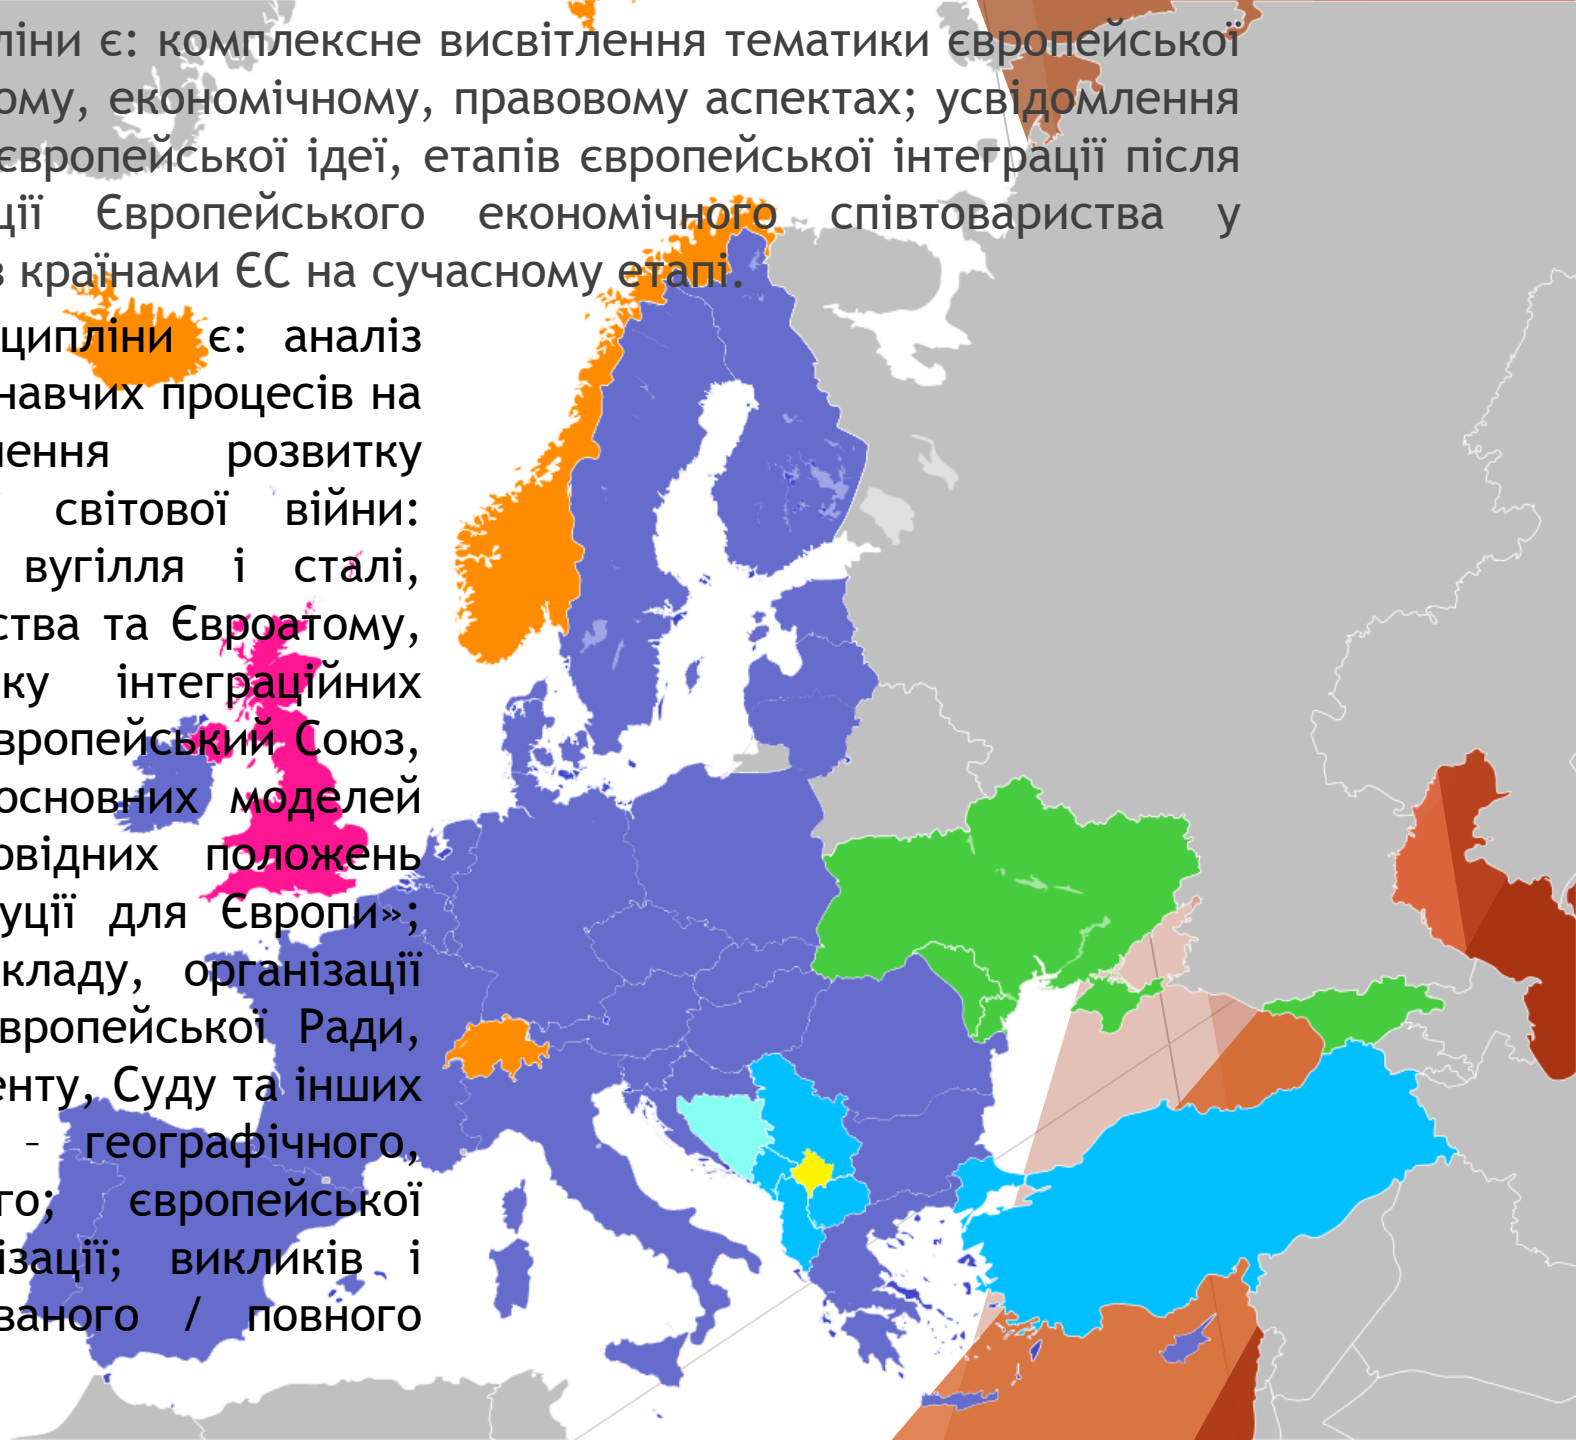 ліни є: комплексне висвітлення тематики європейської
ому, економічному, правовому аспектах; усвідомлення
європейської ідеї, етапів європейської інтеграції після
ції Європейського економічного співтовариства у
з країнами ЄС на сучасному етапі.
ципліни є: аналіз
навчих процесів на
лення розвитку
світової війни:
вугілля і сталі,
ства та Євроатому,
ку інтеграційних
вропейський Союз,
основних моделей
овідних положень
уції для Європи»;
кладу, організації
вропейської Ради,
енту, Суду та інших
– географічного,
го; європейської
ізації; викликів і
ваного / повного